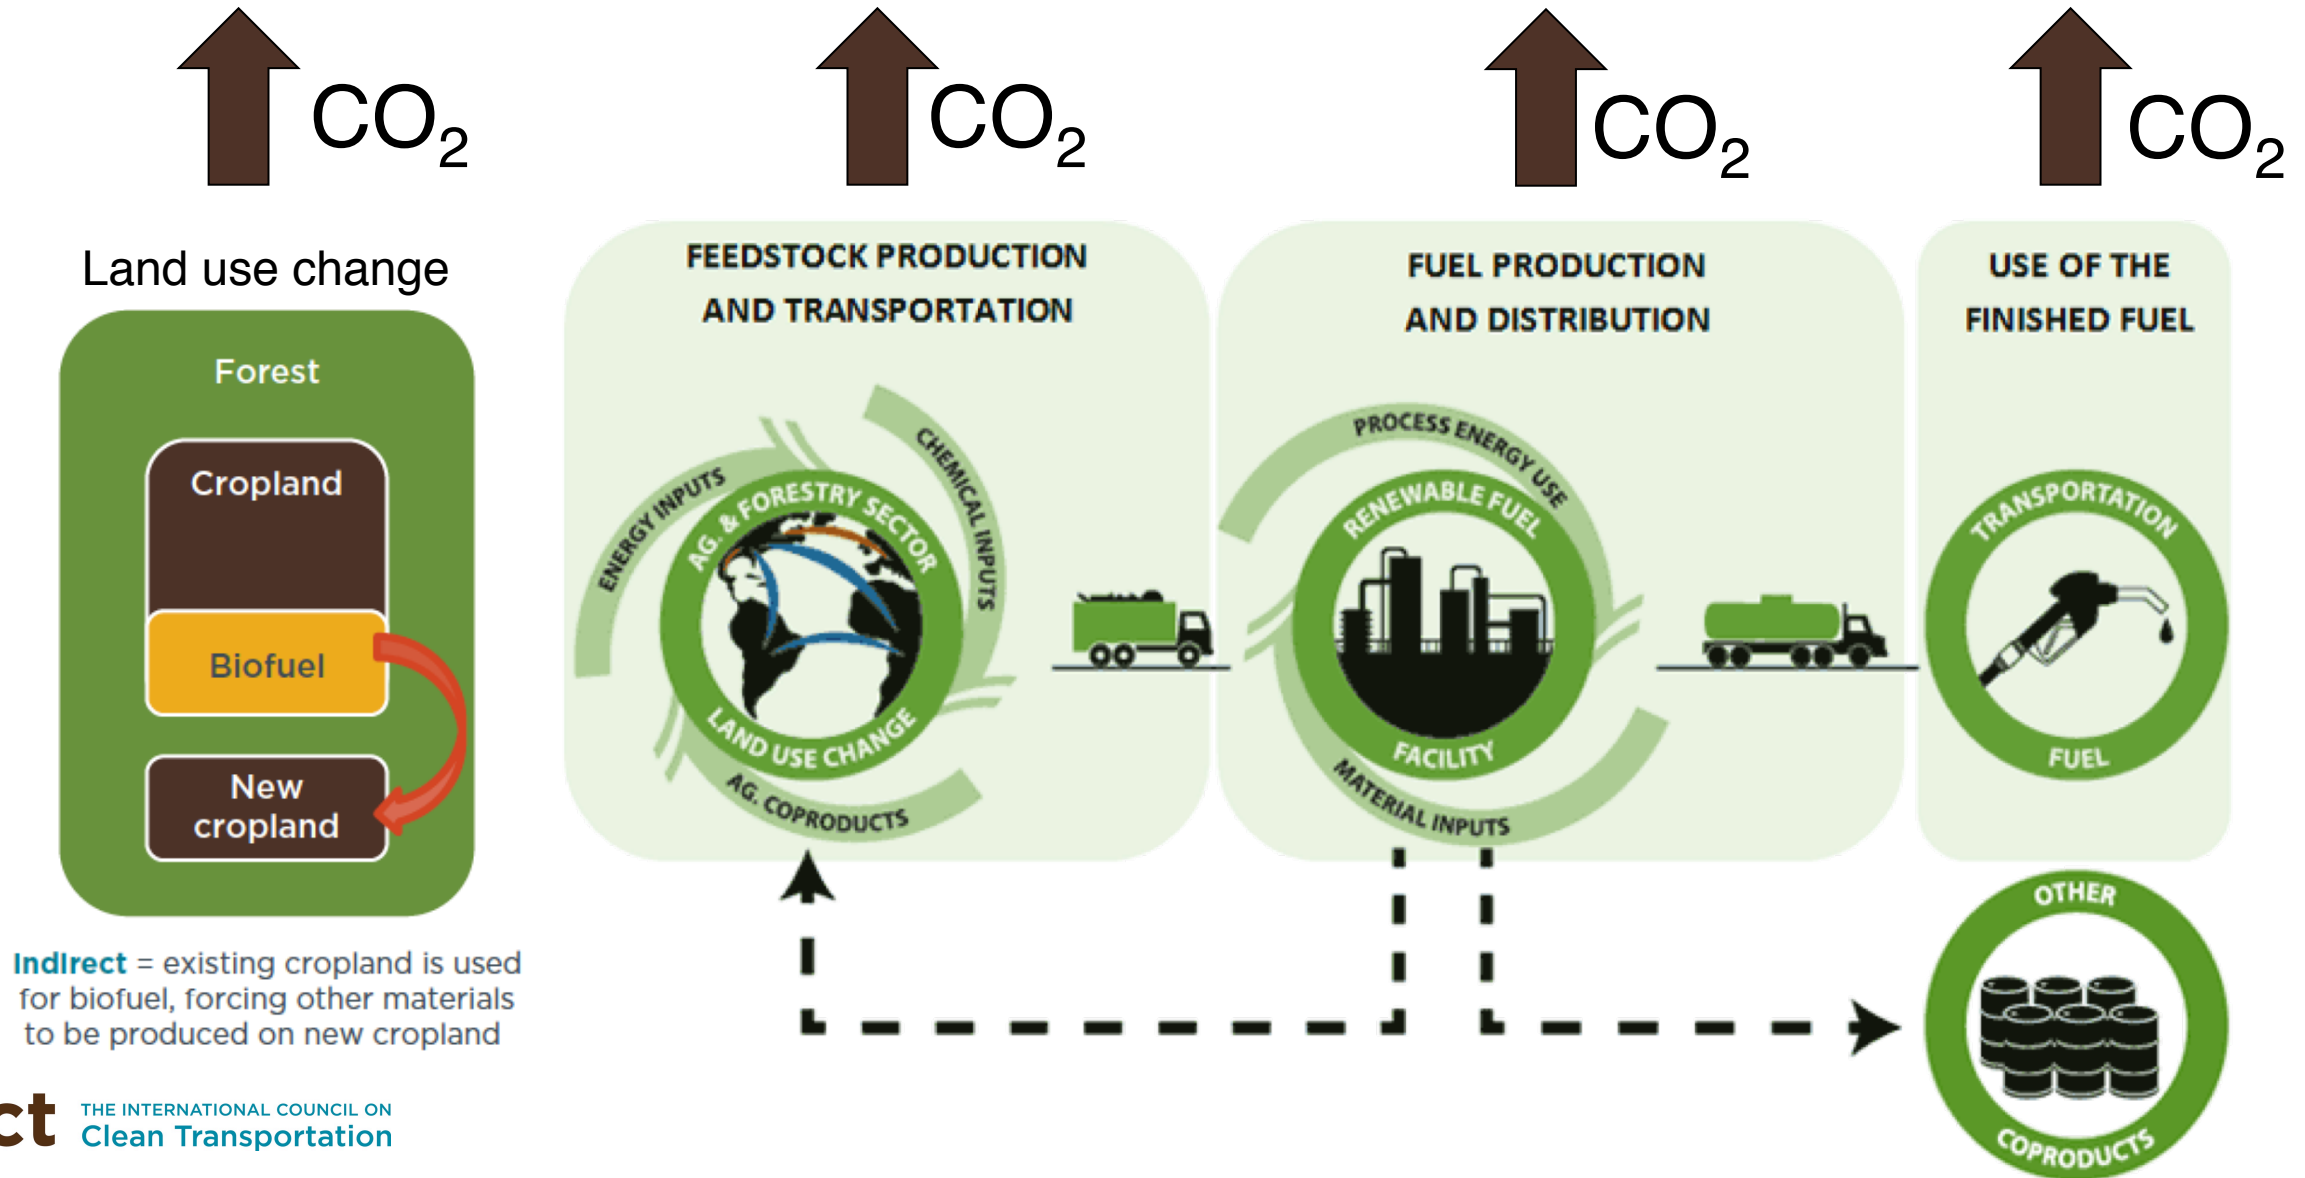 CO2
CO2
CO2
CO2
Land use change
Forest
Cropland
Biofuel
New
cropland
IndIrect = existing cropland is used
for biofuel, forcing other materials
to be produced on new cropland
FEEDSTOCK PRODUCTION
AND TRANSPORTATION
ENERGY INPUTS
CHEMICAL INPUTS
AG. & FORESTRY SECTOR
LAND USE CHANGE
AG. COPRODUCTS
FUEL PRODUCTION
AND DISTRIBUTION
PROCESS ENERGY USE
RENEWABLE FUEL
FACILITY
MATERIAL INPUTS
USE OF THE
FINISHED FUEL
TRANSPORTATION
FUEL
OTHER
COPRODUCTS
ct
THE INTERNATIONAL COUNCIL ON
Clean Transportation